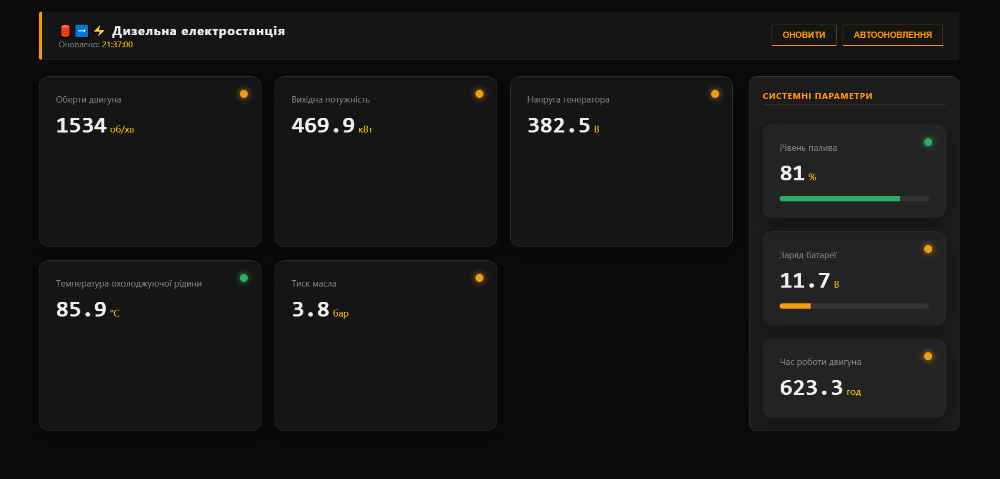 Дизельна електростанція
Оновлено: 21:37:00
ОНОВИТИ
АВТООНОВЛЕННЯ
Оберти двигуна
1534 об/хв
Вихідна потужність
469.9 кВт
Напруга генератора
382.5 В
Температура охолоджуючої рідини
85.9 °C
Тиск масла
3.8 бар
СИСТЕМНІ ПАРАМЕТРИ
Рівень палива
81 %
Заряд батареї
11.7 В
Час роботи двигуна
623.3 год